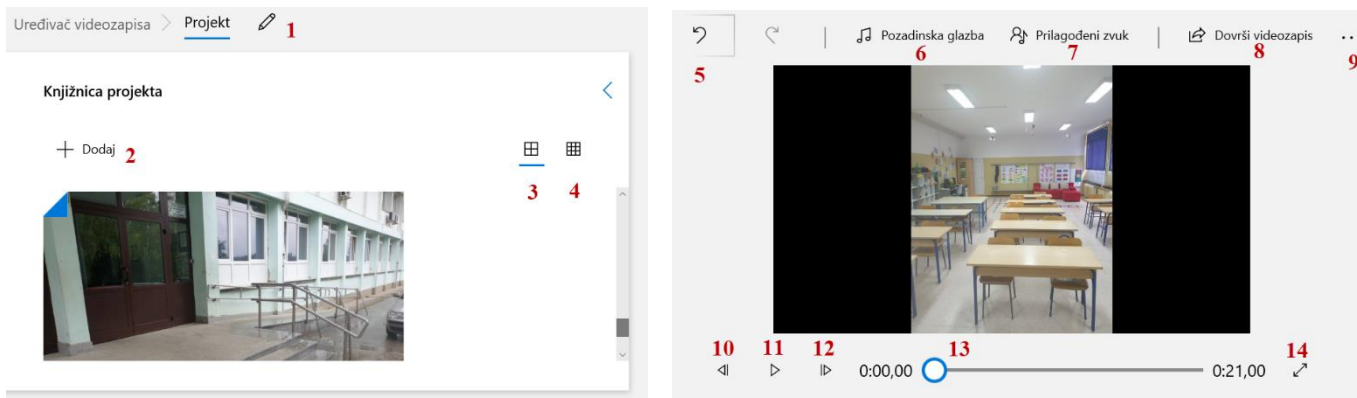 Uređivač videozapisa > Projekt 1
Knjižnica projekta
+ Dodaj 2
3 4
Pozadinska glazba Prilagođeni zvuk Dovrši videozapis ...
5 6 7 8 9
10 11 12 13 14
0:00,00 0:21,00